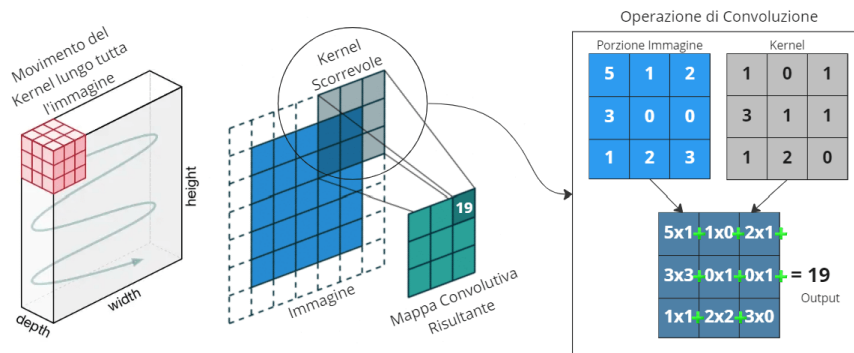 Movimento del
Kernel lungo tutta
l'immagine
height
width
depth
Kernel
Scorrevole
19
Immagine
Mappa Convolutiva
Risultante
Operazione di Convoluzione
Porzione Immagine
Kernel
5 1 2
3 0 0
1 2 3
1 0 1
3 1 1
1 2 0
5x1+1x0+2x1+
3x3+0x1+0x1+ = 19
Output
1x1+2x2+3x0